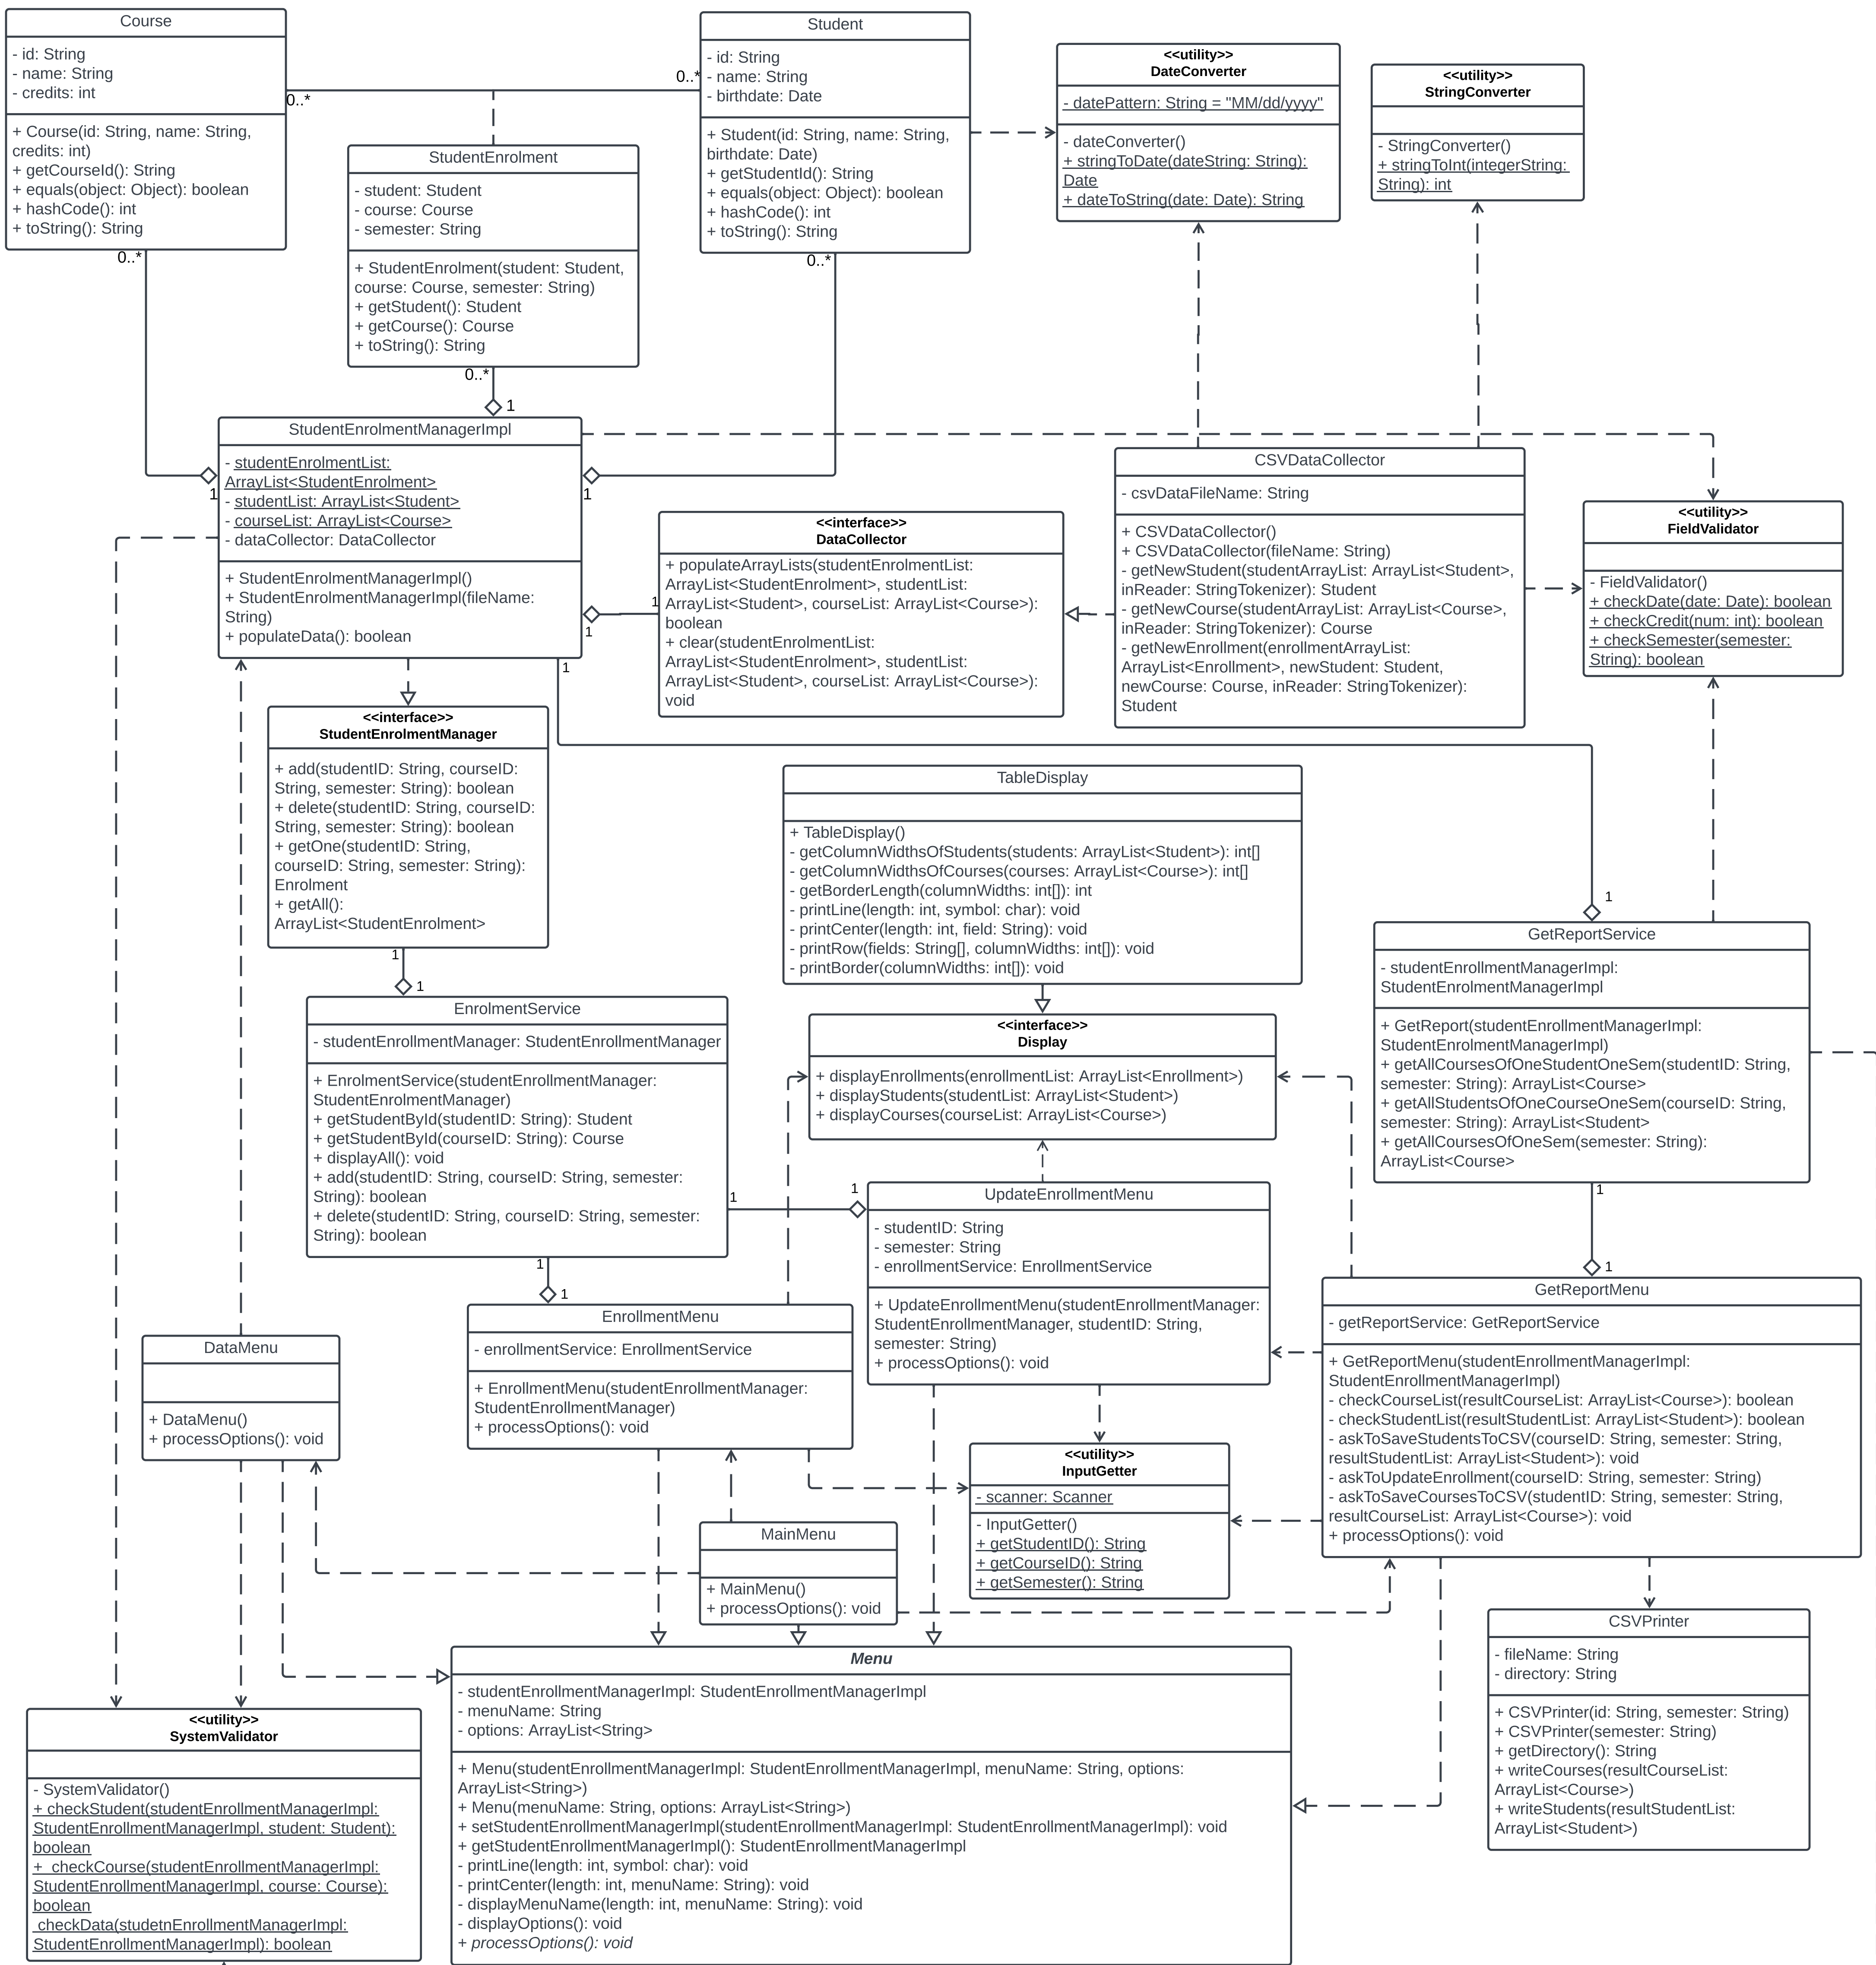 Course
- id: String
- name: String
- credits: int
+ Course(id: String, name: String,
credits: int)
+ getCourseId(): String
+ equals(object: Object): boolean
+ hashCode(): int
+ toString(): String
0..*
0..*
0..*
Student
- id: String
- name: String
- birthdate: Date
+ Student(id: String, name: String,
birthdate: Date)
+ getStudentId(): String
+ equals(object: Object): boolean
+ hashCode(): int
+ toString(): String
0..*
<<utility>>
DateConverter
- datePattern: String = "MM/dd/yyyy"
- dateConverter()
+ stringToDate(dateString: String):
Date
+ dateToString(date: Date): String
<<utility>>
StringConverter
- StringConverter()
+ stringToInt(integerString:
String): int
StudentEnrolment
- student: Student
- course: Course
- semester: String
+ StudentEnrolment(student: Student,
course: Course, semester: String)
+ getStudent(): Student
+ getCourse(): Course
+ toString(): String
0..*
1
StudentEnrolmentManagerImpl
- studentEnrolmentList:
ArrayList<StudentEnrolment>
- studentList: ArrayList<Student>
- courseList: ArrayList<Course>
- dataCollector: DataCollector
+ StudentEnrolmentManagerImpl()
+ StudentEnrolmentManagerImpl(fileName:
String)
+ populateData(): boolean
1
1
1
1
1
<<interface>>
DataCollector
+ populateArrayLists(studentEnrolmentList:
ArrayList<StudentEnrolment>, studentList:
ArrayList<Student>, courseList: ArrayList<Course>):
boolean
+ clear(studentEnrolmentList:
ArrayList<StudentEnrolment>, studentList:
ArrayList<Student>, courseList: ArrayList<Course>):
void
CSVDataCollector
- csvDataFileName: String
+ CSVDataCollector()
+ CSVDataCollector(fileName: String)
- getNewStudent(studentArrayList: ArrayList<Student>,
inReader: StringTokenizer): Student
- getNewCourse(studentArrayList: ArrayList<Course>,
inReader: StringTokenizer): Course
- getNewEnrollment(enrollmentArrayList:
ArrayList<Enrollment>, newStudent: Student,
newCourse: Course, inReader: StringTokenizer):
Student
<<utility>>
FieldValidator
- FieldValidator()
+ checkDate(date: Date): boolean
+ checkCredit(num: int): boolean
+ checkSemester(semester:
String): boolean
<<interface>>
StudentEnrolmentManager
+ add(studentID: String, courseID:
String, semester: String): boolean
+ delete(studentID: String, courseID:
String, semester: String): boolean
+ getOne(studentID: String,
courseID: String, semester: String):
Enrolment
+ getAll():
ArrayList<StudentEnrolment>
1
1
TableDisplay
+ TableDisplay()
- getColumnWidthsOfStudents(students: ArrayList<Student>): int[]
- getColumnWidthsOfCourses(courses: ArrayList<Course>): int[]
- getBorderLength(columnWidths: int[]): int
- printLine(length: int, symbol: char): void
- printCenter(length: int, field: String): void
- printRow(fields: String[], columnWidths: int[]): void
- printBorder(columnWidths: int[]): void
1
GetReportService
- studentEnrollmentManagerImpl:
StudentEnrolmentManagerImpl
+ GetReport(studentEnrollmentManagerImpl:
StudentEnrolmentManagerImpl)
+ getAllCoursesOfOneStudentOneSem(studentID: String,
semester: String): ArrayList<Course>
+ getAllStudentsOfOneCourseOneSem(courseID: String,
semester: String): ArrayList<Student>
+ getAllCoursesOfOneSem(semester: String):
ArrayList<Course>
1
1
EnrolmentService
- studentEnrollmentManager: StudentEnrollmentManager
+ EnrolmentService(studentEnrollmentManager:
StudentEnrolmentManager)
+ getStudentById(studentID: String): Student
+ getStudentById(courseID: String): Course
+ displayAll(): void
+ add(studentID: String, courseID: String, semester:
String): boolean
+ delete(studentID: String, courseID: String, semester:
String): boolean
1
1
1
1
<<interface>>
Display
+ displayEnrollments(enrollmentList: ArrayList<Enrollment>)
+ displayStudents(studentList: ArrayList<Student>)
+ displayCourses(courseList: ArrayList<Course>)
UpdateEnrollmentMenu
- studentID: String
- semester: String
- enrollmentService: EnrollmentService
+ UpdateEnrollmentMenu(studentEnrollmentManager:
StudentEnrollmentManager, studentID: String,
semester: String)
+ processOptions(): void
GetReportMenu
- getReportService: GetReportService
+ GetReportMenu(studentEnrollmentManagerImpl:
StudentEnrollmentManagerImpl)
- checkCourseList(resultCourseList: ArrayList<Course>): boolean
- checkStudentList(resultStudentList: ArrayList<Student>): boolean
- askToSaveStudentsToCSV(courseID: String, semester: String,
resultStudentList: ArrayList<Student>): void
- askToUpdateEnrollment(courseID: String, semester: String)
- askToSaveCoursesToCSV(studentID: String, semester: String,
resultCourseList: ArrayList<Course>): void
+ processOptions(): void
DataMenu
+ DataMenu()
+ processOptions(): void
EnrollmentMenu
- enrollmentService: EnrollmentService
+ EnrollmentMenu(studentEnrollmentManager:
StudentEnrollmentManager)
+ processOptions(): void
<<utility>>
InputGetter
- scanner: Scanner
- InputGetter()
+ getStudentID(): String
+ getCourseID(): String
+ getSemester(): String
MainMenu
+ MainMenu()
+ processOptions(): void
CSVPrinter
- fileName: String
- directory: String
+ CSVPrinter(id: String, semester: String)
+ CSVPrinter(semester: String)
+ getDirectory(): String
+ writeCourses(resultCourseList:
ArrayList<Course>)
+ writeStudents(resultStudentList:
ArrayList<Student>)
Menu
- studentEnrollmentManagerImpl: StudentEnrollmentManagerImpl
- menuName: String
- options: ArrayList<String>
+ Menu(studentEnrollmentManagerImpl: StudentEnrollmentManagerImpl, menuName: String, options:
ArrayList<String>)
+ Menu(menuName: String, options: ArrayList<String>)
+ setStudentEnrollmentManagerImpl(studentEnrollmentManagerImpl: StudentEnrollmentManagerImpl): void
+ getStudentEnrollmentManagerImpl(): StudentEnrollmentManagerImpl
- printLine(length: int, symbol: char): void
- printCenter(length: int, menuName: String): void
- displayMenuName(length: int, menuName: String): void
- displayOptions(): void
+ processOptions(): void
<<utility>>
SystemValidator
- SystemValidator()
+ checkStudent(studentEnrollmentManagerImpl:
StudentEnrollmentManagerImpl, student: Student):
boolean
+ checkCourse(studentEnrollmentManagerImpl:
StudentEnrollmentManagerImpl, course: Course):
boolean
checkData(studetnEnrollmentManagerImpl:
StudentEnrollmentManagerImpl): boolean